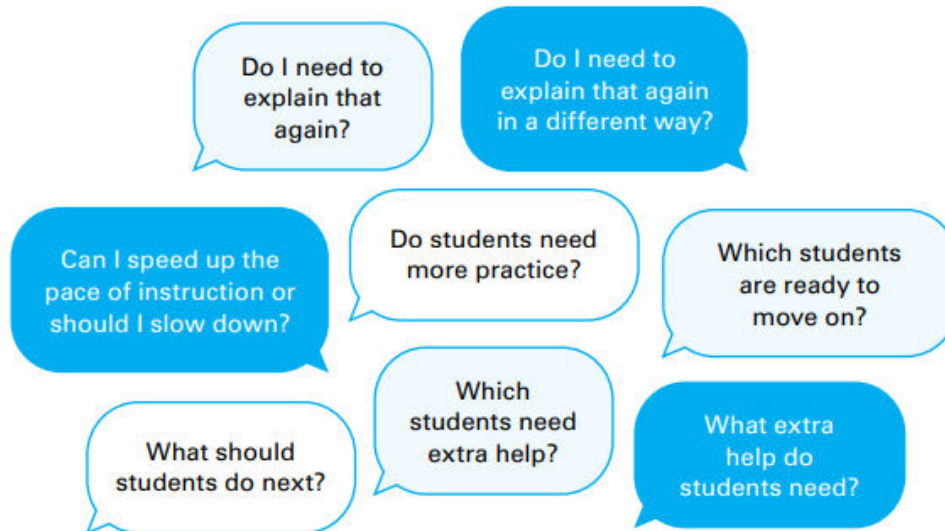 Do I need to
explain that
again?
Do I need to
explain that again
in a different way?
Can I speed up the
pace of instruction or
should I slow down?
Do students need
more practice?
Which students
are ready to
move on?
What should
students do next?
Which
students need
extra help?
What extra
help do
students need?